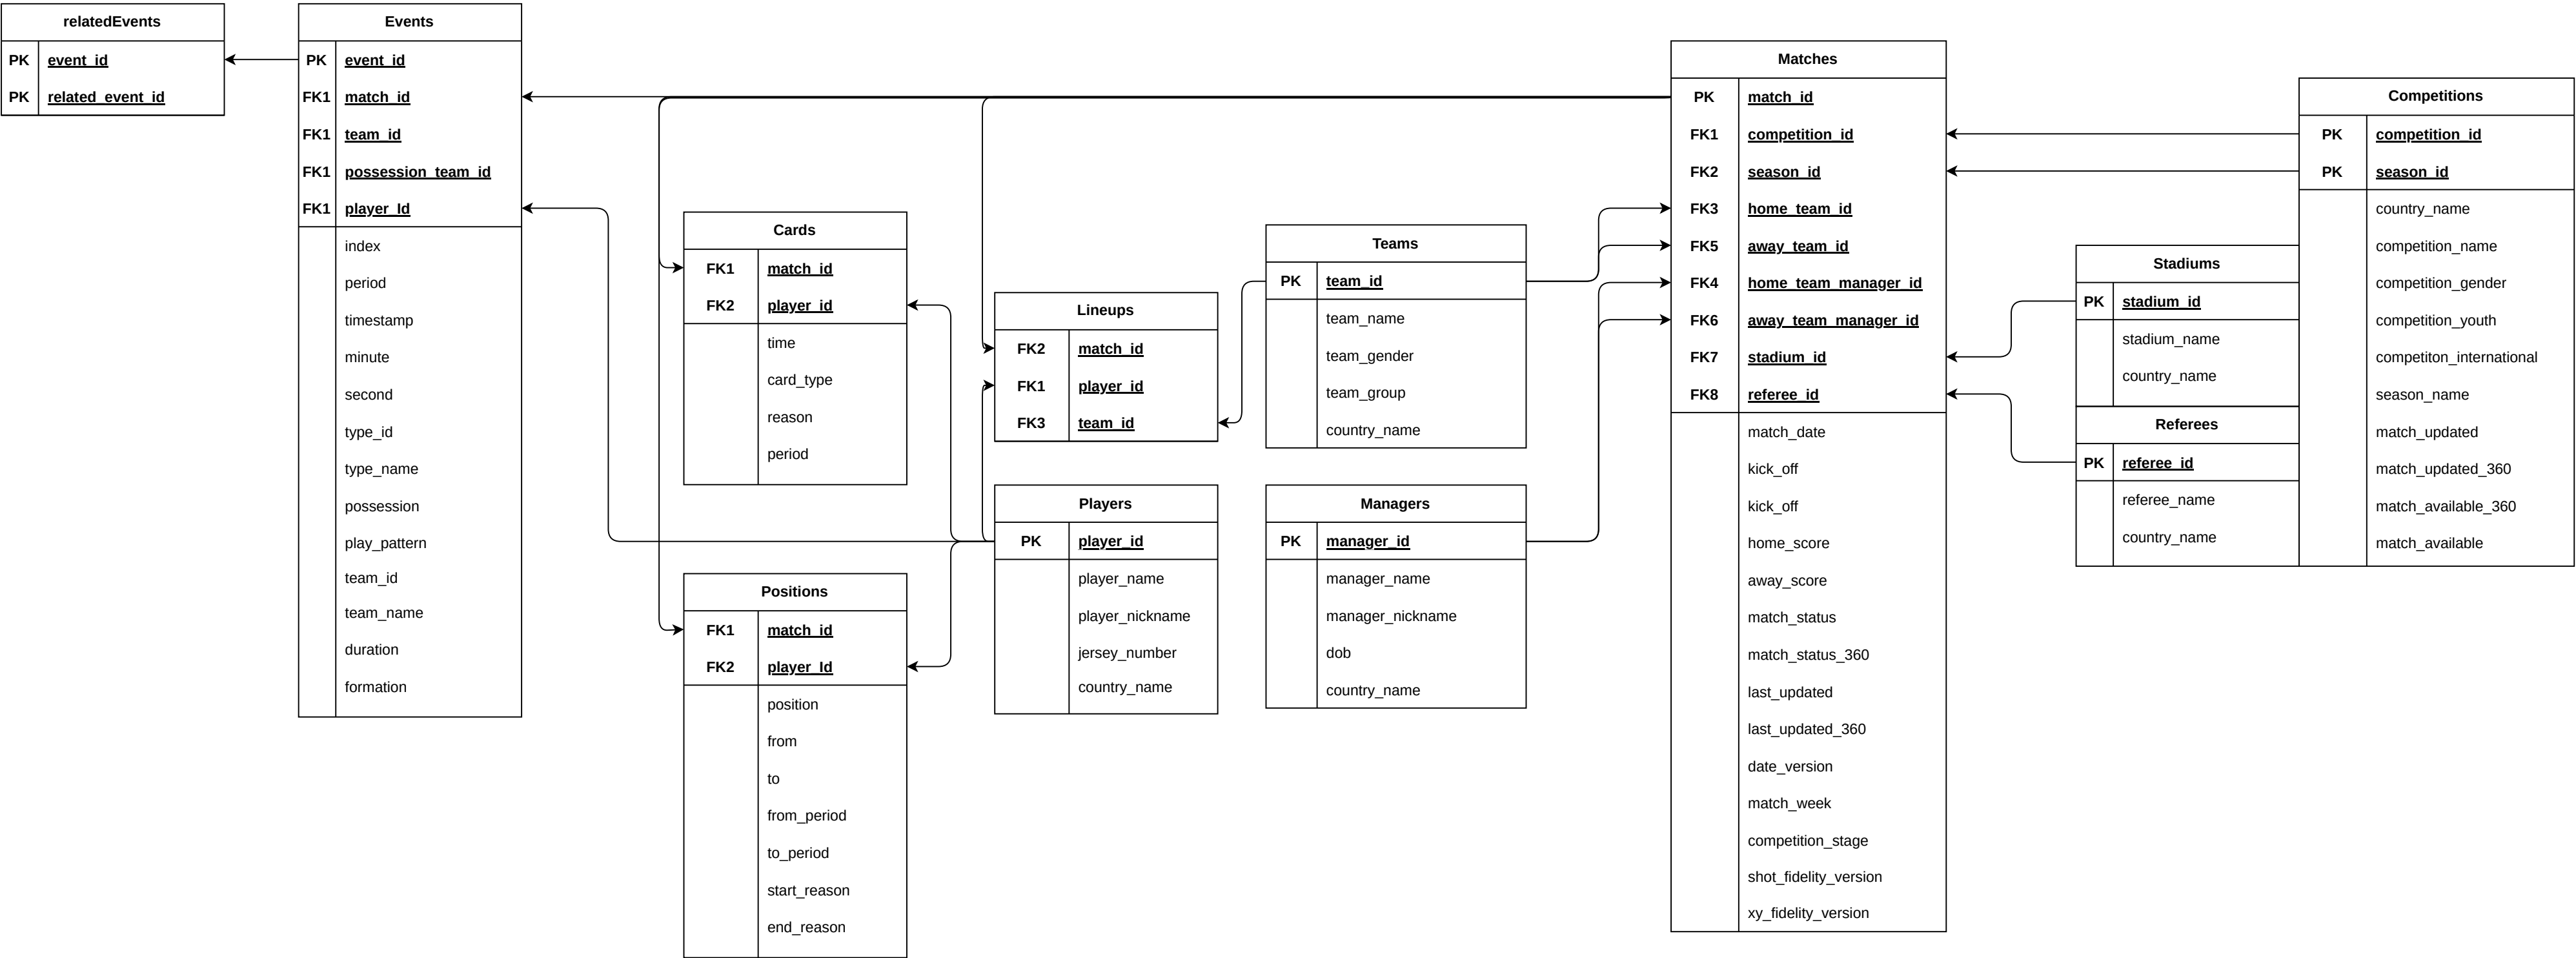 relatedEvents
PK event_id
PK related_event_id
Events
PK event_id
FK1 match_id
FK1 team_id
FK1 possession_team_id
FK1 player_Id
index
period
timestamp
minute
second
type_id
type_name
possession
play_pattern
team_id
team_name
duration
formation
Cards
FK1 match_id
FK2 player_id
time
card_type
reason
period
Positions
FK1 match_id
FK2 player_Id
position
from
to
from_period
to_period
start_reason
end_reason
Lineups
FK2 match_id
FK1 player_id
FK3 team_id
Players
PK player_id
player_name
player_nickname
jersey_number
country_name
Teams
PK team_id
team_name
team_gender
team_group
country_name
Managers
PK manager_id
manager_name
manager_nickname
dob
country_name
Matches
PK match_id
FK1 competition_id
FK2 season_id
FK3 home_team_id
FK5 away_team_id
FK4 home_team_manager_id
FK6 away_team_manager_id
FK7 stadium_id
FK8 referee_id
match_date
kick_off
kick_off
home_score
away_score
match_status
match_status_360
last_updated
last_updated_360
date_version
match_week
competition_stage
shot_fidelity_version
xy_fidelity_version
Stadiums
PK stadium_id
stadium_name
country_name
Referees
PK referee_id
referee_name
country_name
Competitions
PK competition_id
PK season_id
country_name
competition_name
competition_gender
competition_youth
competiton_international
season_name
match_updated
match_updated_360
match_available_360
match_available